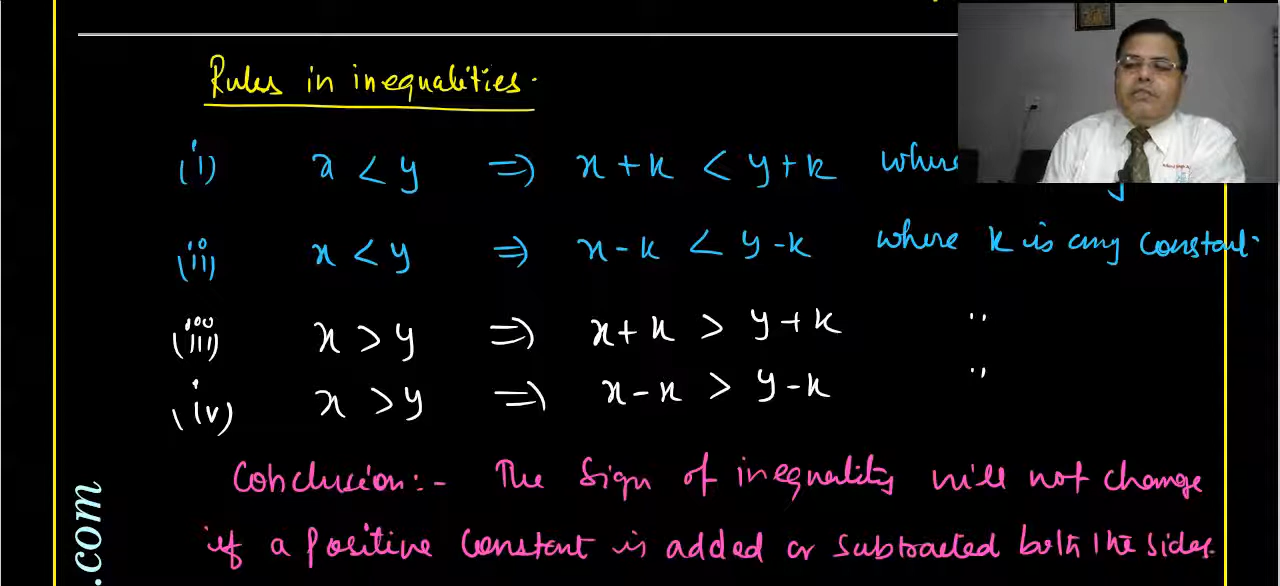 Rules in inequalities.
(i) x < y ⇒ x + k < y + k where
(ii) x < y ⇒ x - k < y - k where k is any constant.
(iii) x > y ⇒ x + k > y + k "
(iv) x > y ⇒ x - k > y - k "
Conclusion:- The sign of inequality will not change
if a positive constant is added or subtracted both the sides.
.com